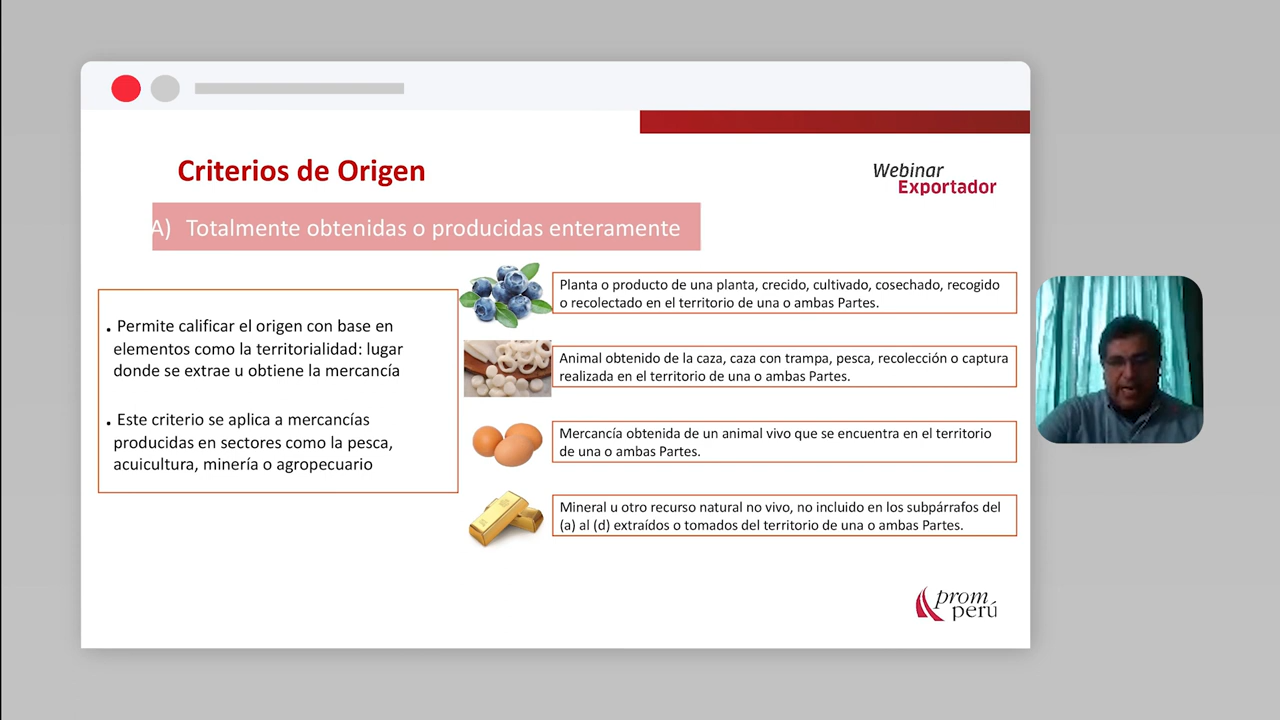 Criterios de Origen
Webinar
Exportador
A) Totalmente obtenidas o producidas enteramente
. Permite calificar el origen con base en
elementos como la territorialidad: lugar
donde se extrae u obtiene la mercancía
. Este criterio se aplica a mercancías
producidas en sectores como la pesca,
acuicultura, minería o agropecuario
Planta o producto de una planta, crecido, cultivado, cosechado, recogido
o recolectado en el territorio de una o ambas Partes.
Animal obtenido de la caza, caza con trampa, pesca, recolección o captura
realizada en el territorio de una o ambas Partes.
Mercancía obtenida de un animal vivo que se encuentra en el territorio
de una o ambas Partes.
Mineral u otro recurso natural no vivo, no incluido en los subpárrafos del
(a) al (d) extraídos o tomados del territorio de una o ambas Partes.
prom
perú